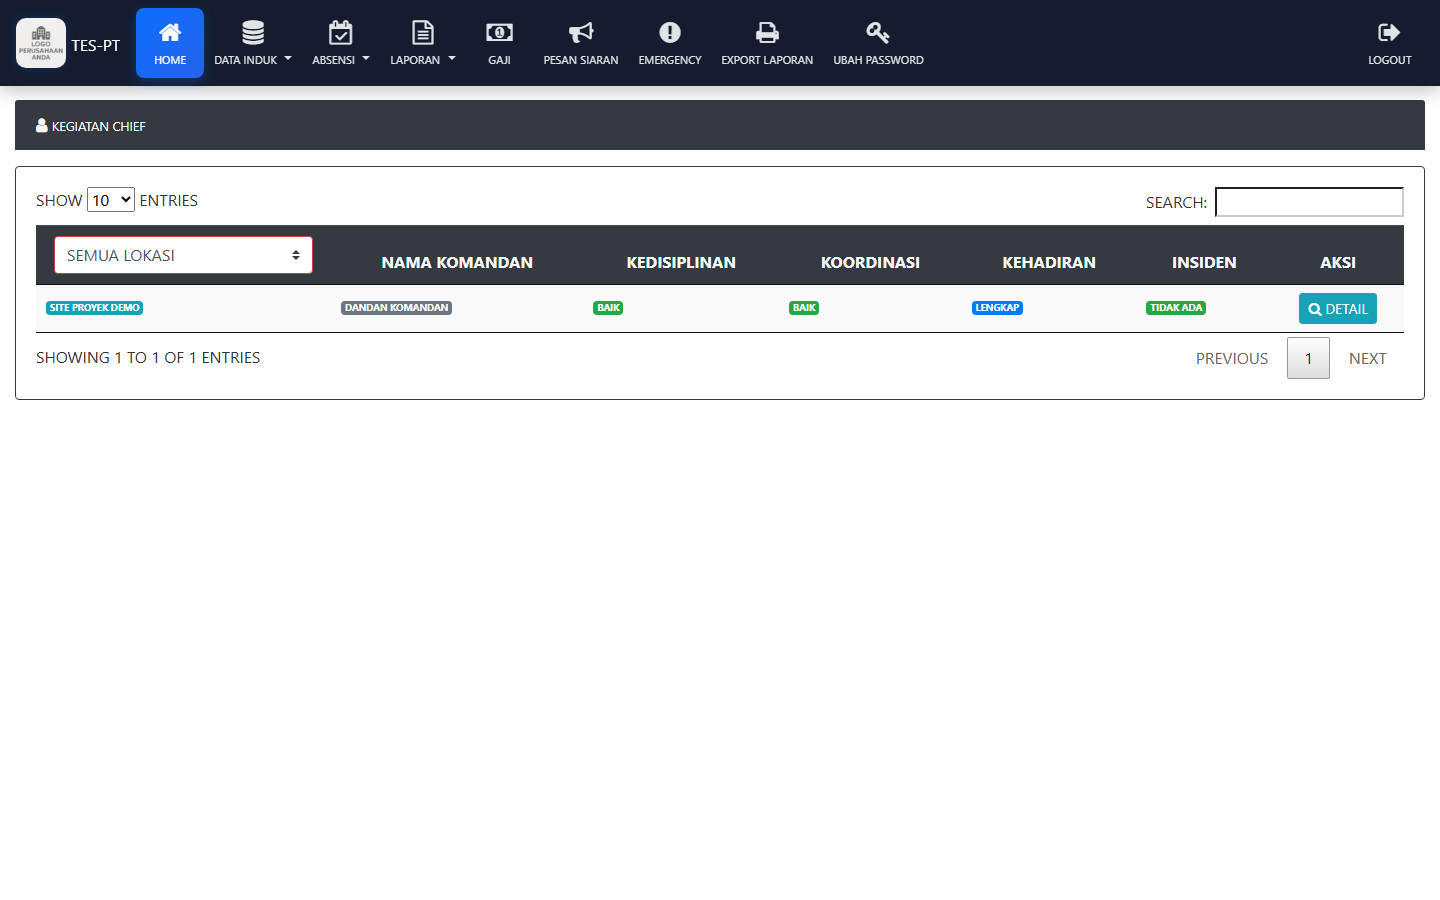 LOGO
PERUSAHAAN
ANDA
TES-PT
HOME
DATA INDUK
ABSENSI
LAPORAN
GAJI
PESAN SIARAN
EMERGENCY
EXPORT LAPORAN
UBAH PASSWORD
LOGOUT
KEGIATAN CHIEF
SHOW 10 ENTRIES
SEARCH:
SEMUA LOKASI NAMA KOMANDAN KEDISIPLINAN KOORDINASI KEHADIRAN INSIDEN AKSI
SITE PROYEK DEMO DANDAN KOMANDAN BAIK BAIK LENGKAP TIDAK ADA DETAIL
SHOWING 1 TO 1 OF 1 ENTRIES
PREVIOUS 1 NEXT